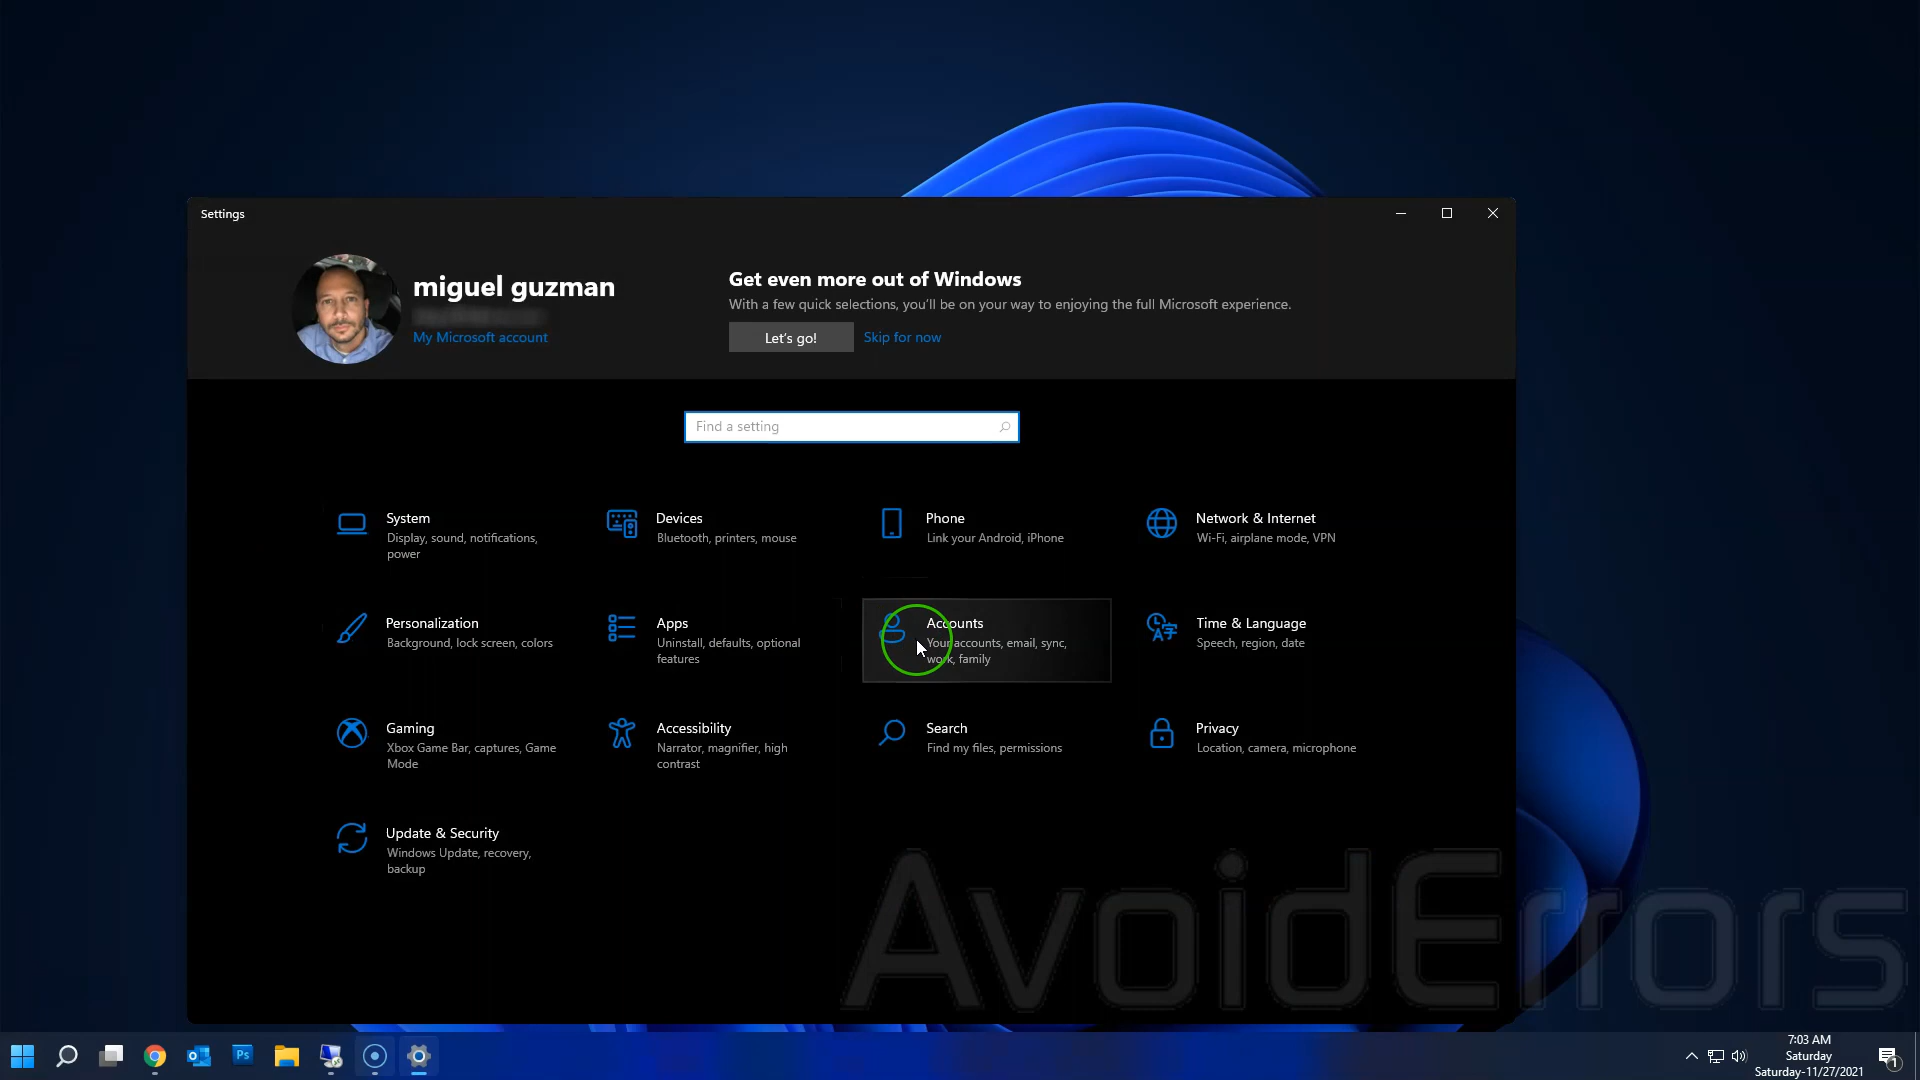 Settings
miguel guzman
My Microsoft account
Get even more out of Windows
With a few quick selections, you'll be on your way to enjoying the full Microsoft experience.
Let's go!
Skip for now
Find a setting
System
Display, sound, notifications,
power
Devices
Bluetooth, printers, mouse
Phone
Link your Android, iPhone
Network & Internet
Wi-Fi, airplane mode, VPN
Personalization
Background, lock screen, colors
Apps
Uninstall, defaults, optional
features
Accounts
Your accounts, email, sync,
work, family
Time & Language
Speech, region, date
Gaming
Xbox Game Bar, captures, Game
Mode
Accessibility
Narrator, magnifier, high
contrast
Search
Find my files, permissions
Privacy
Location, camera, microphone
Update & Security
Windows Update, recovery,
backup
AvoidErrors
Ps
7:03 AM
Saturday
Saturday-11/27/2021
1